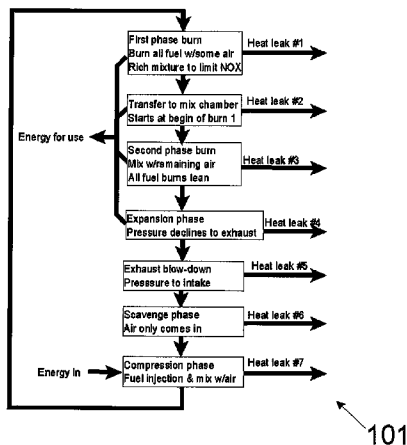 First phase burn
Burn all fuel w/some air
Rich mixture to limit NOX
Heat leak #1
Transfer to mix chamber
Starts at begin of burn 1
Heat leak #2
Energy for use
Second phase burn
Mix w/remaining air
All fuel burns lean
Heat leak #3
Expansion phase
Pressure declines to exhaust
Heat leak #4
Exhaust blow-down
Presssure to intake
Heat leak #5
Scavenge phase
Air only comes in
Heat leak #6
Energy in
Compression phase
Fuel injection & mix w/air
Heat leak #7
101